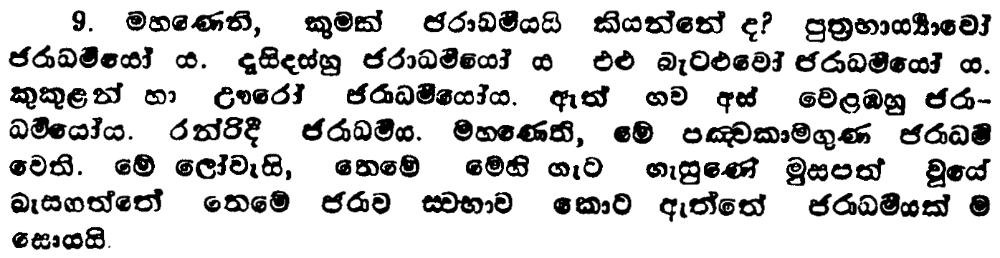 9. මහණෙනි, කුමක් ජරාධර්‍මයයි කියත්තේ ද? පුත්‍රභාර්‍ය්‍යාවෝ
ජරාධර්‍මයෝ ය. දාසිදස්හු ජරාධර්‍මයෝ ය එළු බැටළුවෝ ජරාධර්‍මයෝ ය.
කුකුළන් හා ඌරෝ ජරාධර්‍මයෝය. ඇත් ගව අස් වෙළඹහු ජරා-
ධර්‍මයෝය. රන්රිදී ජරාධර්‍මය. මහණෙනි, මේ පඤ්චකාමගුණ ජරාධර්‍ම
වෙති. මේ ලෝවැසි, තෙමේ මෙහි ගැට ගැසුණේ මුසපත් වූයේ
බැසගත්තේ තෙමේ ජරාව ස්වභාව කොට ඇත්තේ ජරාධර්‍මයක් ම
සොයයි.